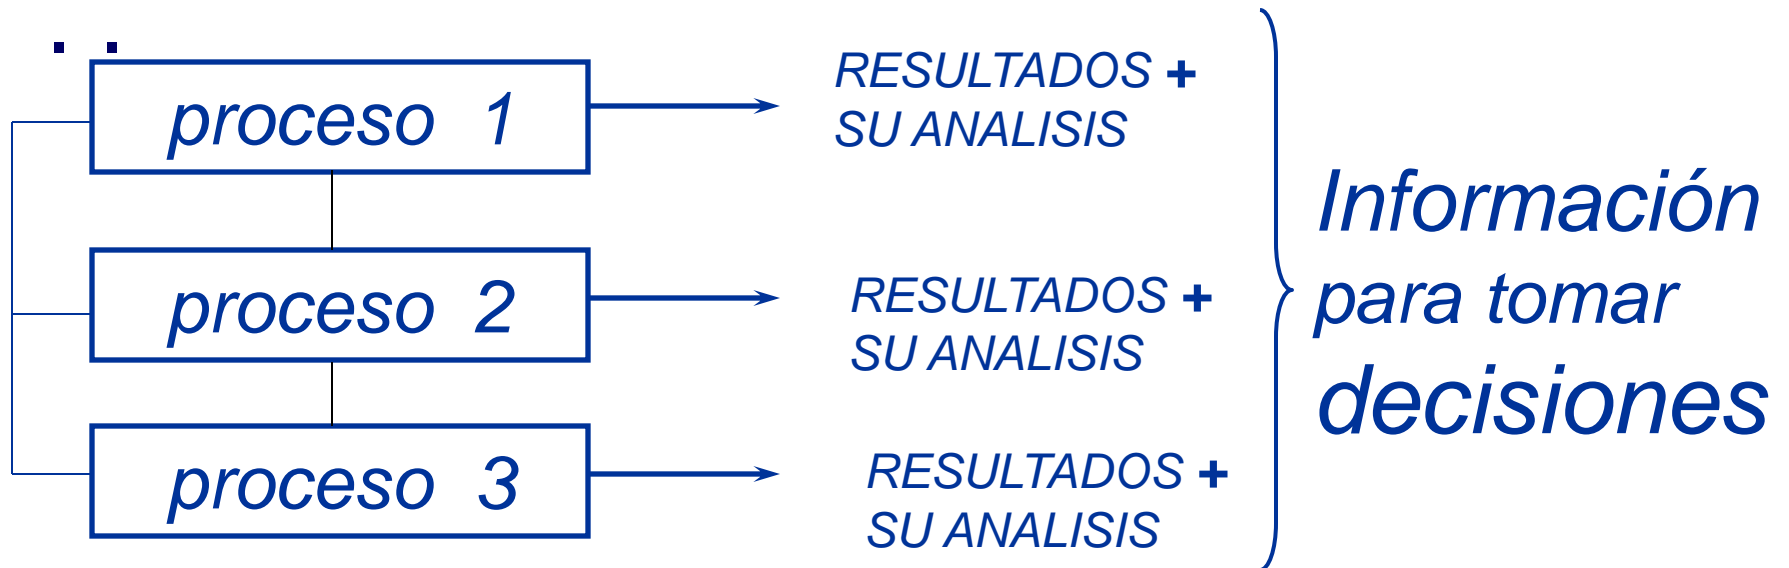 proceso 1
RESULTADOS +
SU ANALISIS
proceso 2
RESULTADOS +
SU ANALISIS
proceso 3
RESULTADOS +
SU ANALISIS
Información
para tomar
decisiones